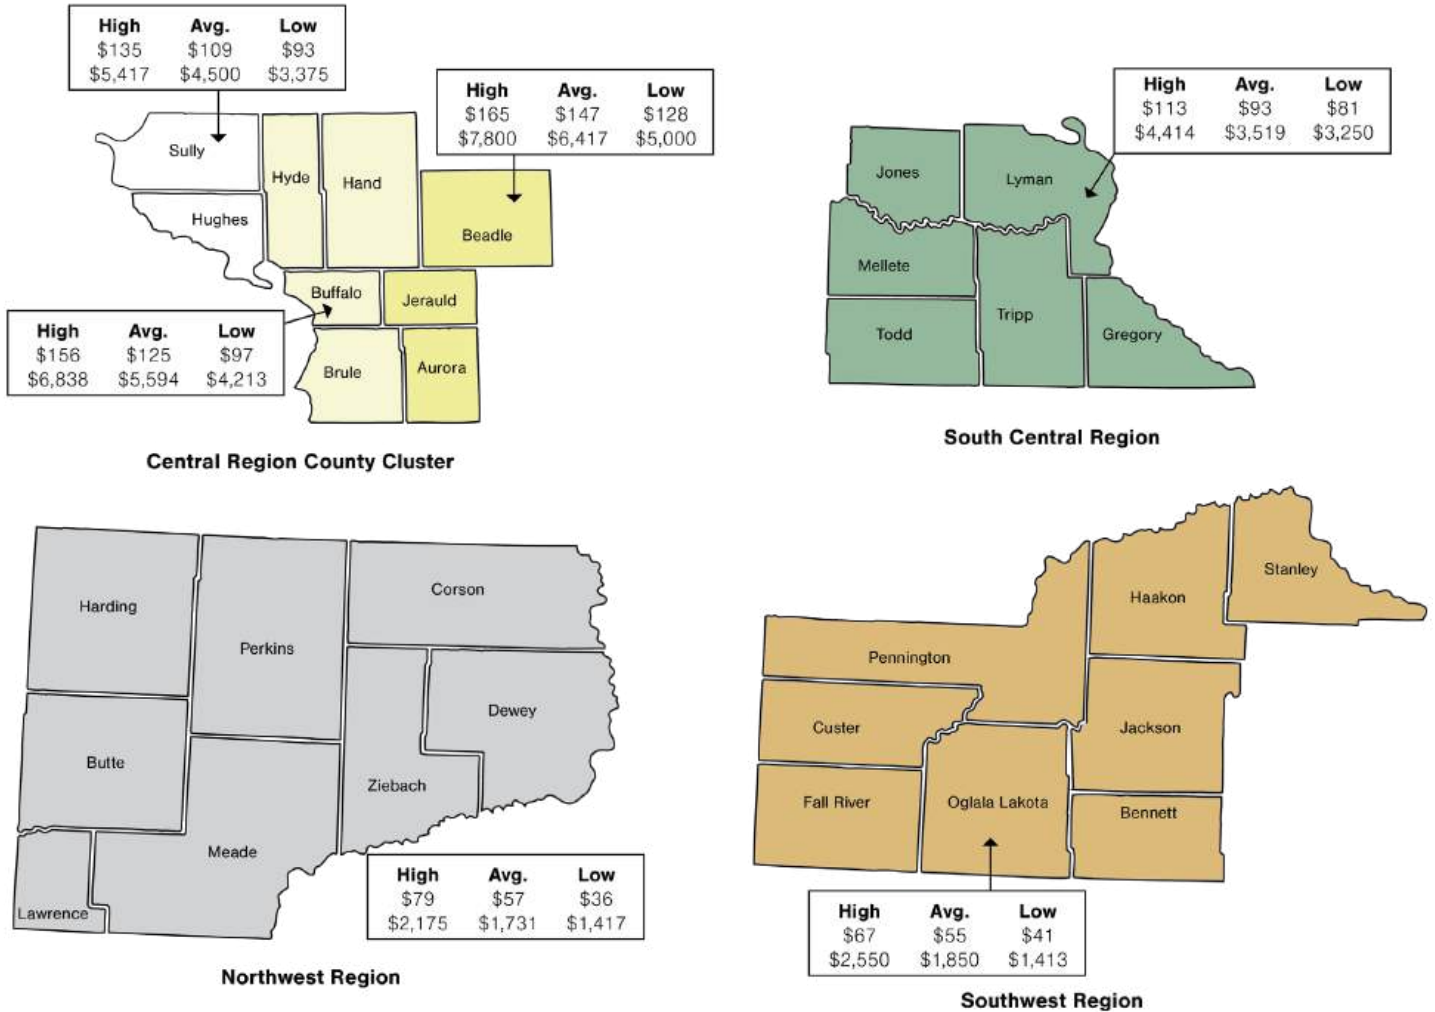 High Avg. Low
$135 $109 $93
$5,417 $4,500 $3,375
High Avg. Low
$165 $147 $128
$7,800 $6,417 $5,000
Sully
Hyde
Hand
Hughes
Beadle
Buffalo
Jerauld
High Avg. Low
$156 $125 $97
$6,838 $5,594 $4,213
Brule
Aurora
Central Region County Cluster
High Avg. Low
$113 $93 $81
$4,414 $3,519 $3,250
Jones
Lyman
Mellete
Tripp
Todd
Gregory
South Central Region
Harding
Corson
Perkins
Dewey
Butte
Ziebach
Meade
Lawrence
High Avg. Low
$79 $57 $36
$2,175 $1,731 $1,417
Northwest Region
Stanley
Haakon
Pennington
Custer
Jackson
Fall River
Oglala Lakota
Bennett
High Avg. Low
$67 $55 $41
$2,550 $1,850 $1,413
Southwest Region